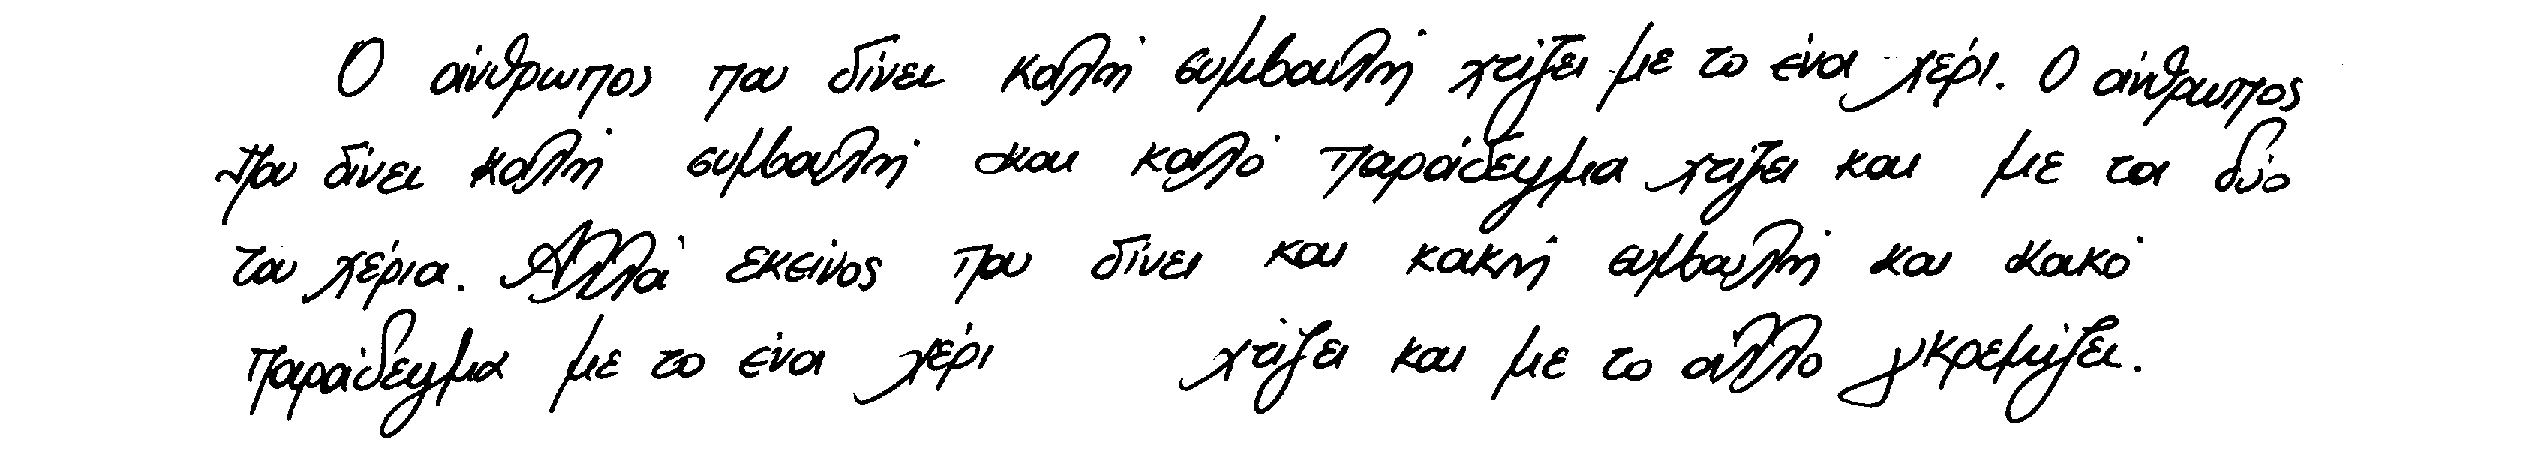 Ο άνθρωπος που δίνει καλή συμβουλή χτίζει με το ένα χέρι. Ο άνθρωπος
που δίνει καλή συμβουλή και καλό παράδειγμα χτίζει και με τα δύο
του χέρια. Αλλά εκείνος που δίνει και κακή συμβουλή και κακό
παράδειγμα με το ένα χέρι χτίζει και με το άλλο γκρεμίζει.